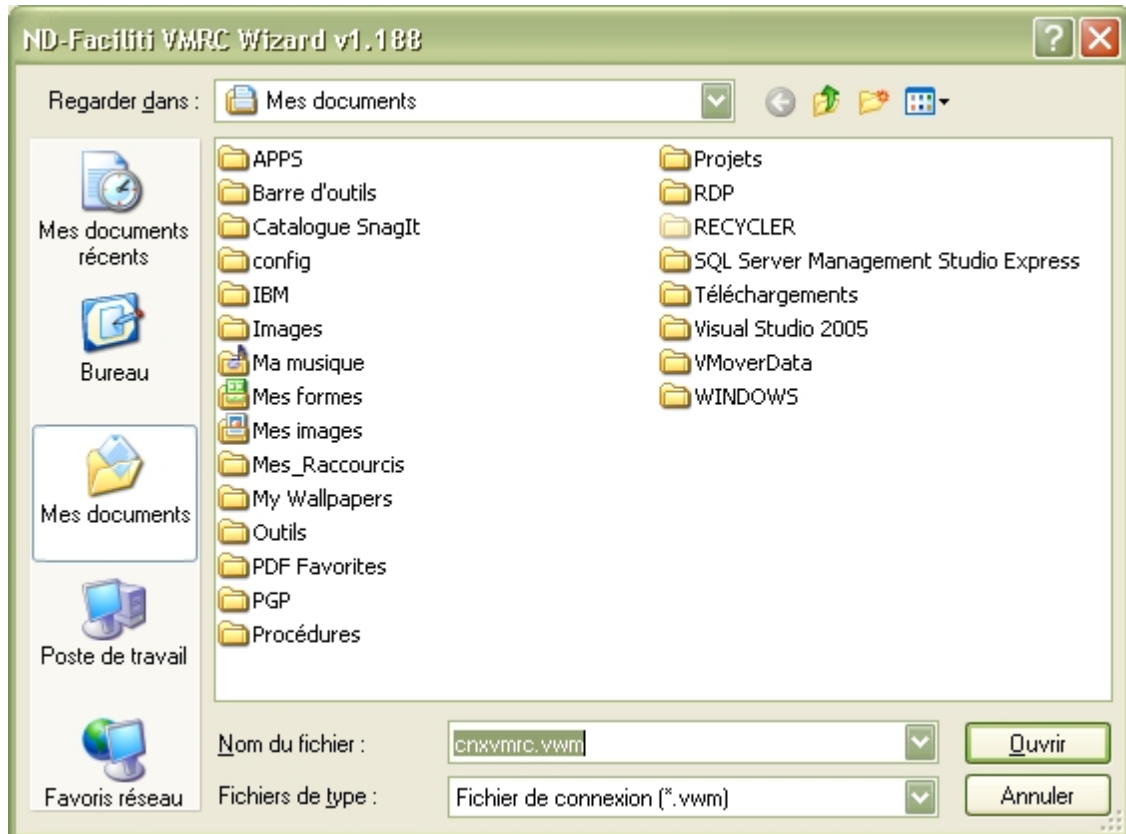 ND-Faciliti VMRC Wizard v1.188
Regarder dans :
Mes documents
Mes documents
récents
Bureau
Mes documents
Poste de travail
Favoris réseau
APPS
Barre d'outils
Catalogue SnagIt
config
IBM
Images
Ma musique
Mes formes
Mes images
Mes_Raccourcis
My Wallpapers
Outils
PDF Favorites
PGP
Procédures
Projets
RDP
RECYCLER
SQL Server Management Studio Express
Téléchargements
Visual Studio 2005
VMoverData
WINDOWS
Nom du fichier :
cnxvmrc.vwm
Ouvrir
Fichiers de type :
Fichier de connexion (*.vwm)
Annuler